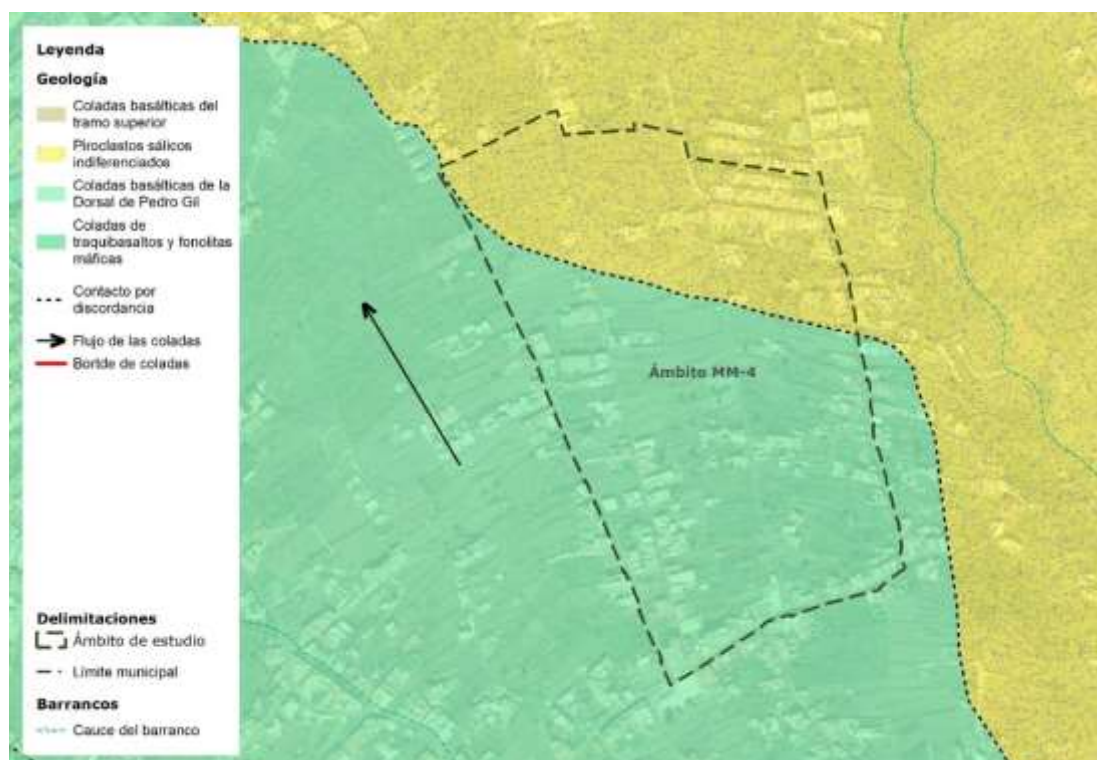 Leyenda
Geología
Coladas basálticas del
tramo superior
Piroclastos sálicos
indiferenciados
Coladas basálticas de la
Dorsal de Pedro Gil
Coladas de
traquibasaltos y fonolitas
máficas
Contacto por
discordancia
Flujo de las coladas
Bortde de coladas
Delimitaciones
Ámbito de estudio
Límite municipal
Barrancos
Cauce del barranco
Ámbito MM-4